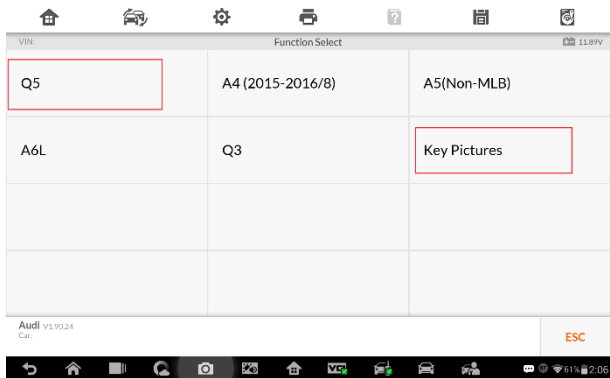 VIN:
Function Select
11.89V
Q5
A4 (2015-2016/8)
A5(Non-MLB)
A6L
Q3
Key Pictures
Audi V1.90.24
Car:
ESC
61% 2:06